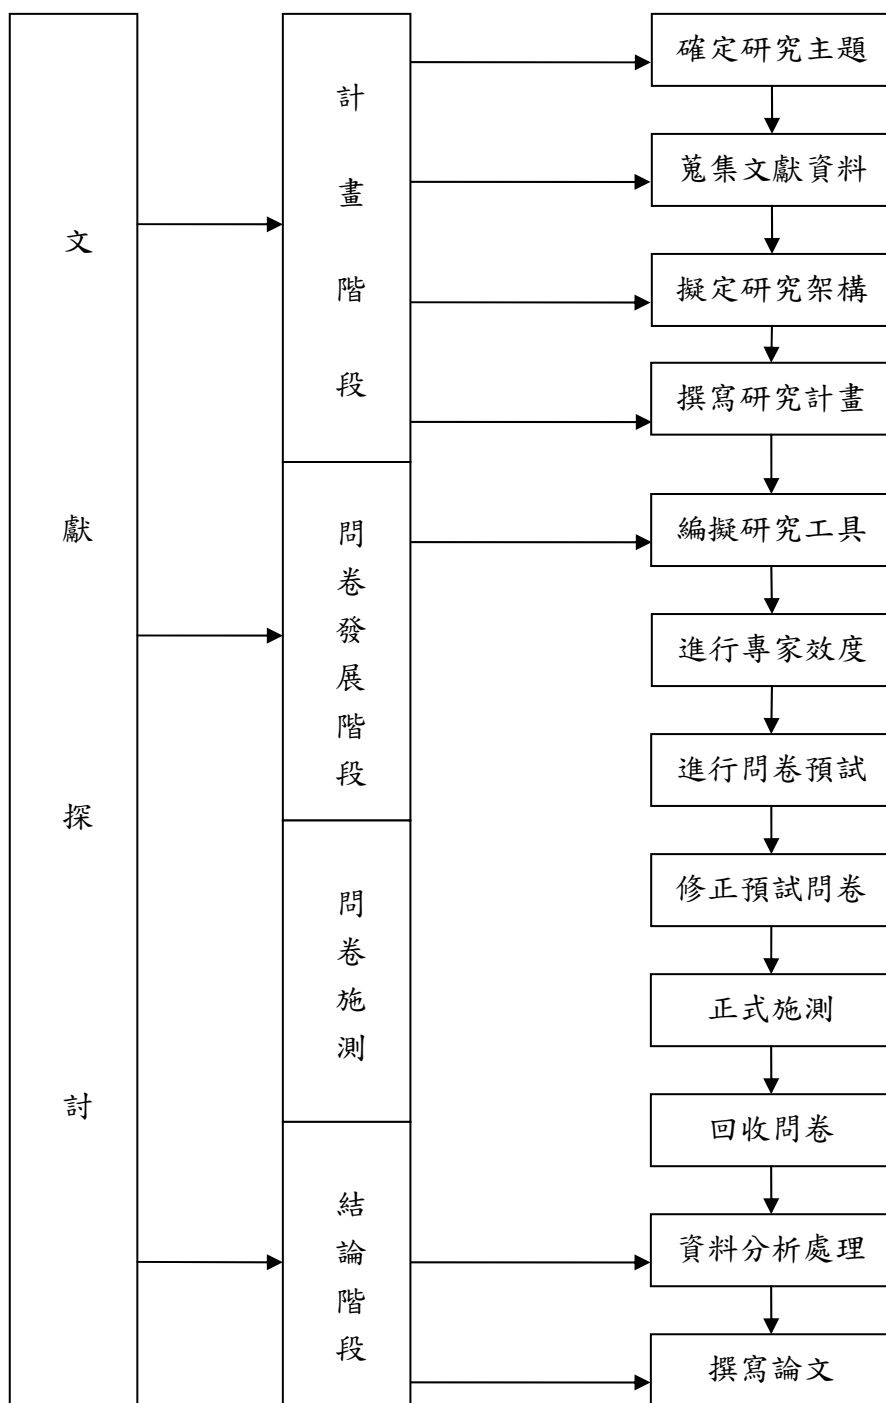 文獻探討
計畫階段
問卷發展階段
問卷施測
結論階段
確定研究主題
蒐集文獻資料
擬定研究架構
撰寫研究計畫
編擬研究工具
進行專家效度
進行問卷預試
修正預試問卷
正式施測
回收問卷
資料分析處理
撰寫論文